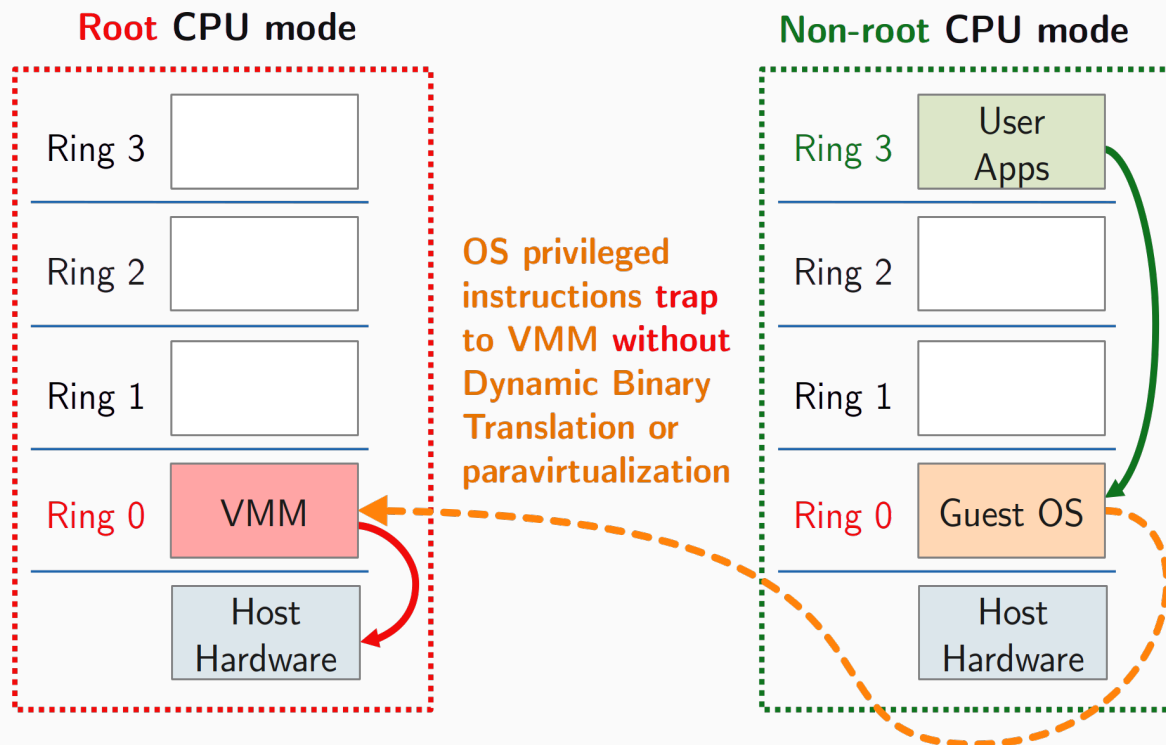 Root CPU mode
Ring 3
Ring 2
Ring 1
Ring 0
VMM
Host
Hardware
OS privileged
instructions trap
to VMM without
Dynamic Binary
Translation or
paravirtualization
Non-root CPU mode
Ring 3
User
Apps
Ring 2
Ring 1
Ring 0
Guest OS
Host
Hardware